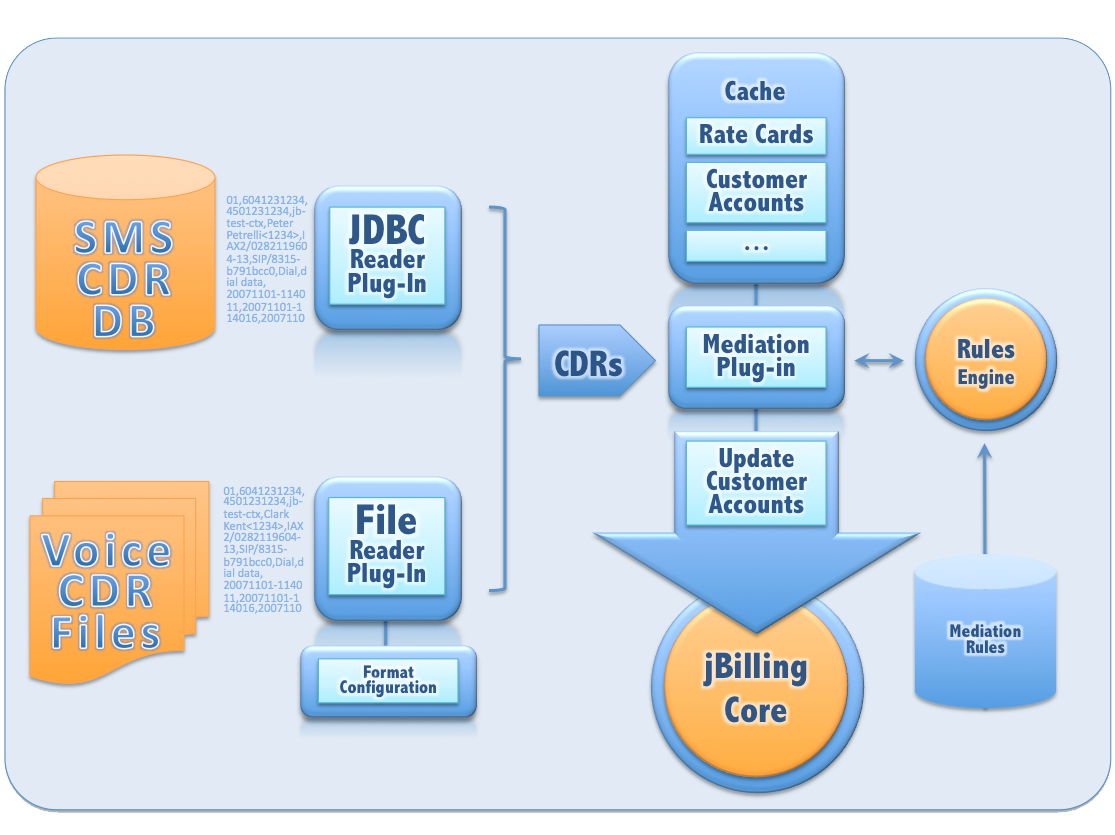 Cache
Rate Cards
Customer
Accounts
...
SMS
CDR
DB
01,6041231234,
4501231234,jb-
test-ctx,Peter
Petrelli<1234>,I
AX2/028211960
4-13,SIP/8315-
b791bcc0,Dial,d
ial data,
20071101-1140
11,20071101-1
14016,2007110
JDBC
Reader
Plug-In
CDRs
Mediation
Plug-in
Rules
Engine
Update
Customer
Accounts
Voice
CDR
Files
01,6041231234,
4501231234,jb-
test-ctx,Clark
Kent<1234>,IAX
2/0282119604-
13,SIP/8315-
b791bcc0,Dial,d
ial data,
20071101-1140
11,20071101-1
14016,2007110
File
Reader
Plug-In
Format
Configuration
jBilling
Core
Mediation
Rules